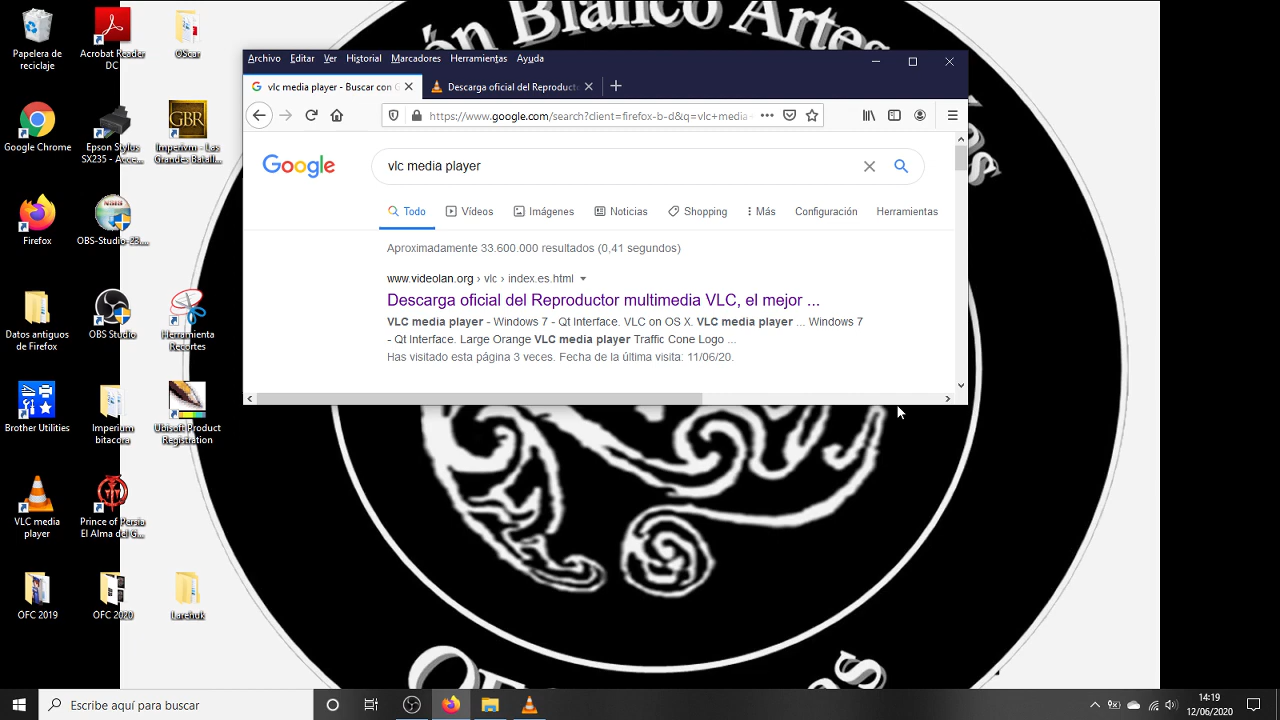 ón Blanco Artes
as
Papelera de
reciclaje
Acrobat Reader
DC
OScar
Google Chrome
Epson Stylus
SX235 - Acce...
GBR
Imperivm - Las
Grandes Batall...
Firefox
OBS-Studio-25....
Datos antiguos
de Firefox
OBS Studio
Herramienta
Recortes
Brother Utilities
Imperium
bitacora
Ubisoft Product
Registration
VLC media
player
Prince of Persia
El Alma del G...
OFC 2019
OFC 2020
Larehuk
Archivo Editar Ver Historial Marcadores Herramientas Ayuda
vlc media player - Buscar con G
Descarga oficial del Reproduct
https://www.google.com/search?client=firefox-b-d&q=vlc+media
Google
vlc media player
Todo Vídeos Imágenes Noticias Shopping Más Configuración Herramientas
Aproximadamente 33.600.000 resultados (0,41 segundos)
www.videolan.org › vlc › index.es.html
Descarga oficial del Reproductor multimedia VLC, el mejor ...
VLC media player - Windows 7 - Qt Interface. VLC on OS X. VLC media player ... Windows 7
- Qt Interface. Large Orange VLC media player Traffic Cone Logo ...
Has visitado esta página 3 veces. Fecha de la última visita: 11/06/20.
Escribe aquí para buscar
14:19
12/06/2020